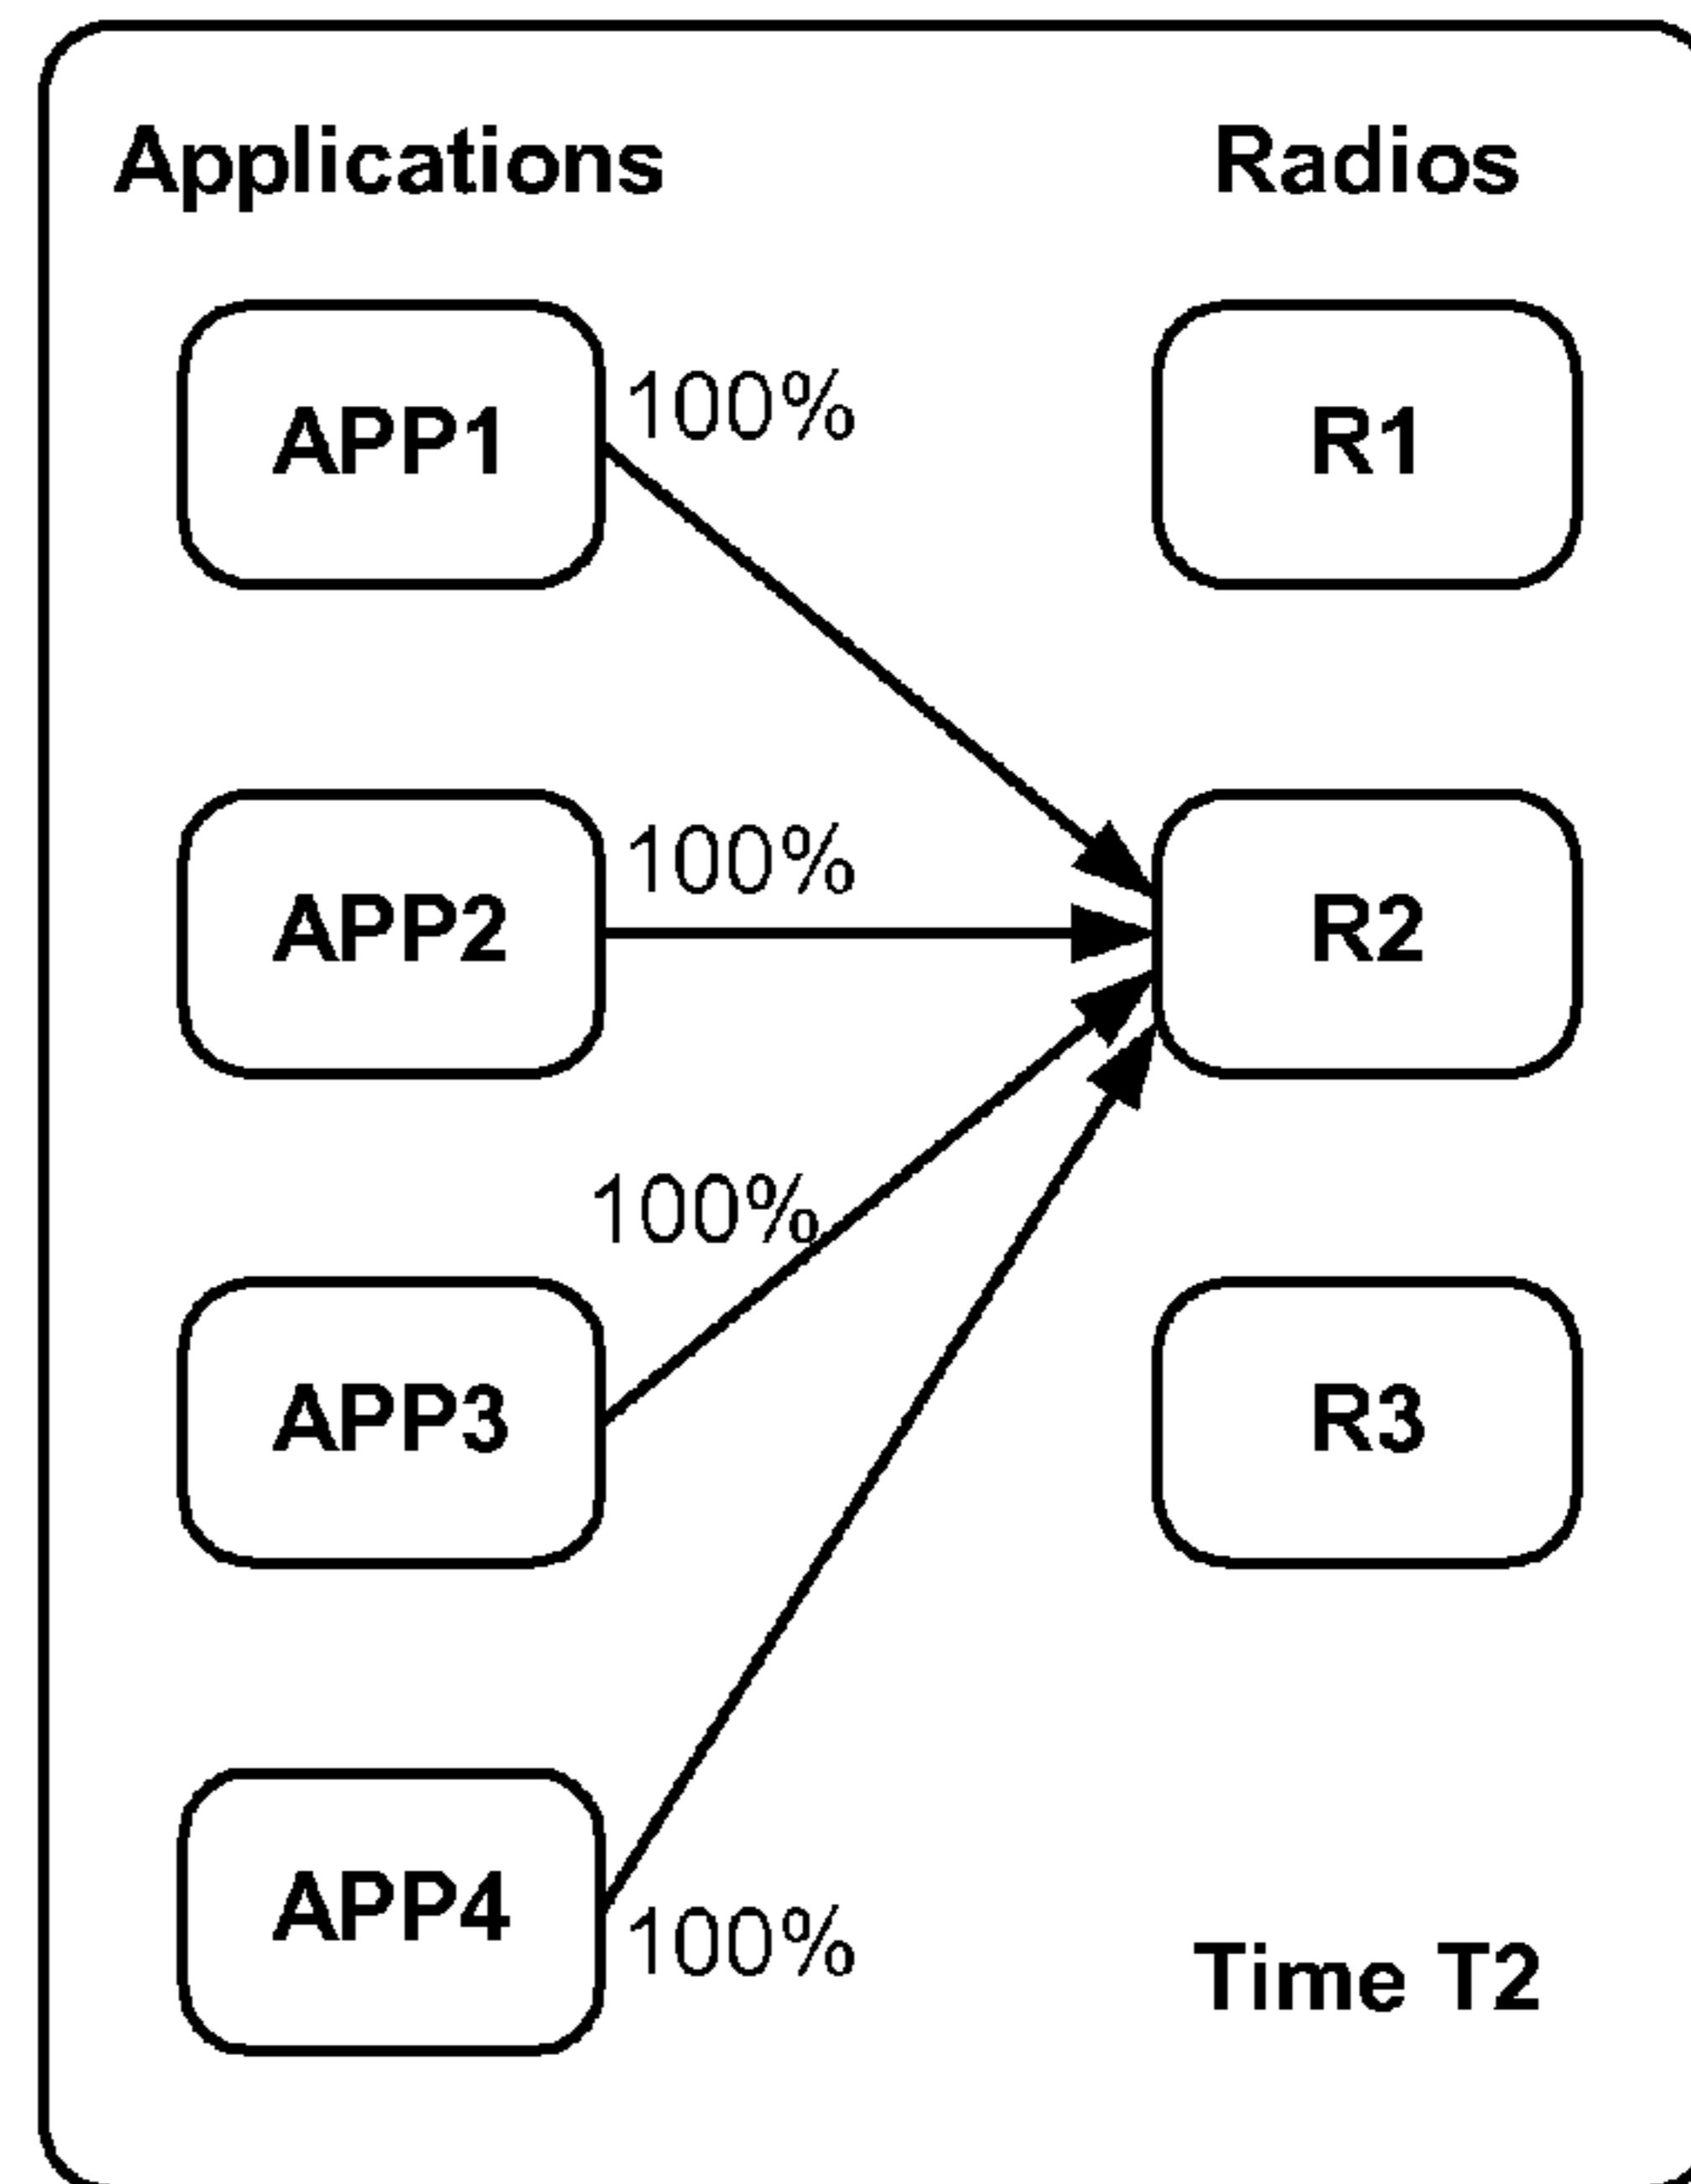 Applications Radios
APP1 100% R1
100%
APP2 R2
100%
APP3 R3
APP4 100%
Time T2